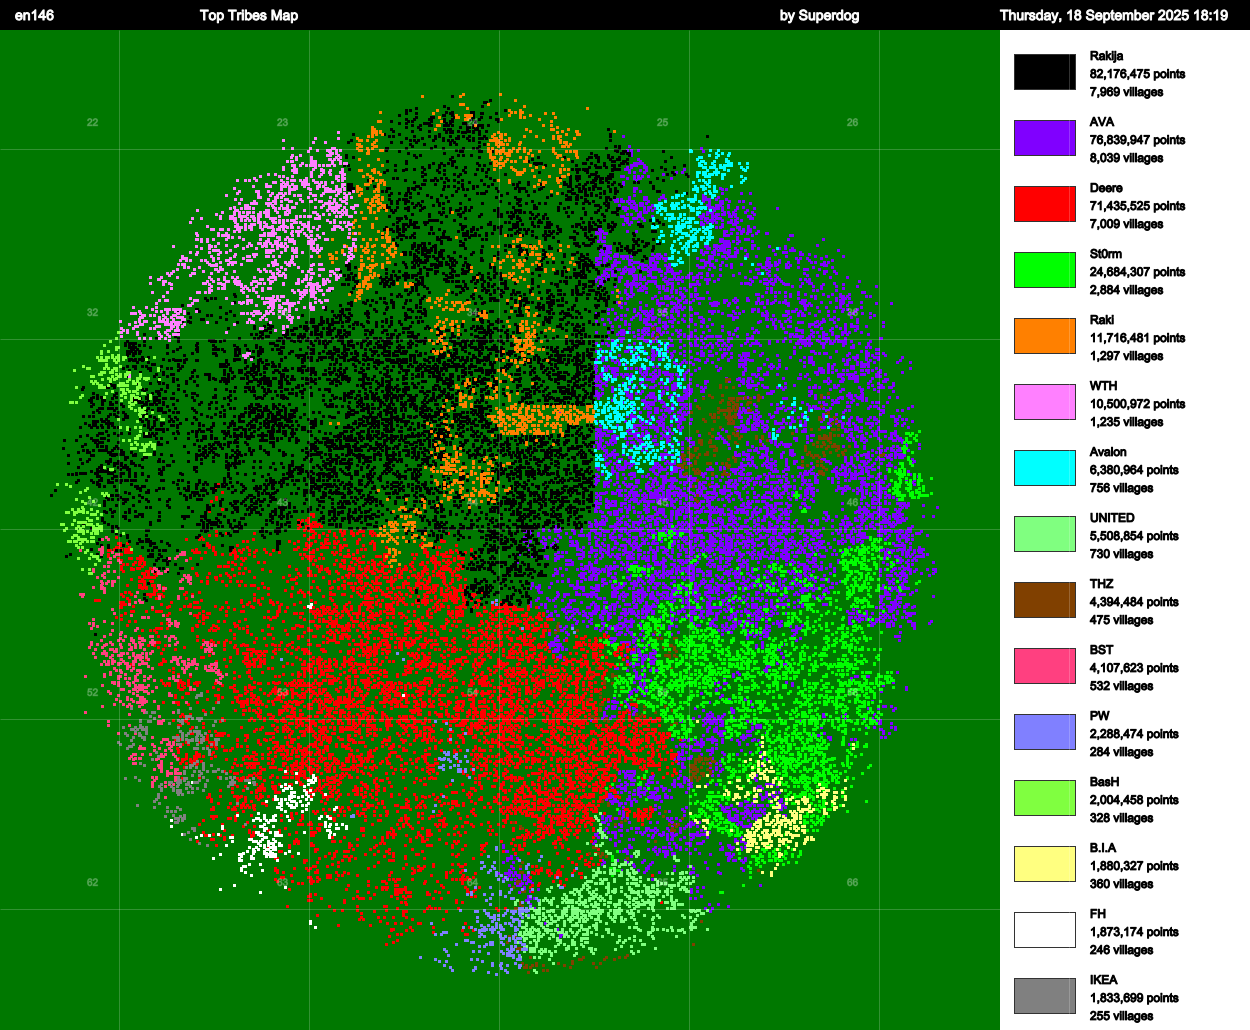 en146 Top Tribes Map by Superdog Thursday, 18 September 2025 18:19
Rakija
82,176,475 points
7,969 villages
AVA
76,839,947 points
8,039 villages
Deere
71,435,525 points
7,009 villages
St0rm
24,684,307 points
2,884 villages
Raki
11,716,481 points
1,297 villages
WTH
10,500,972 points
1,235 villages
Avalon
6,380,964 points
756 villages
UNITED
5,508,854 points
730 villages
THZ
4,394,484 points
475 villages
BST
4,107,623 points
532 villages
PW
2,288,474 points
284 villages
BasH
2,004,458 points
328 villages
B.I.A
1,880,327 points
360 villages
FH
1,873,174 points
246 villages
IKEA
1,833,699 points
255 villages
22 23 25 26
32 35 36
43 45 46
52 53 54
62 63 64 66